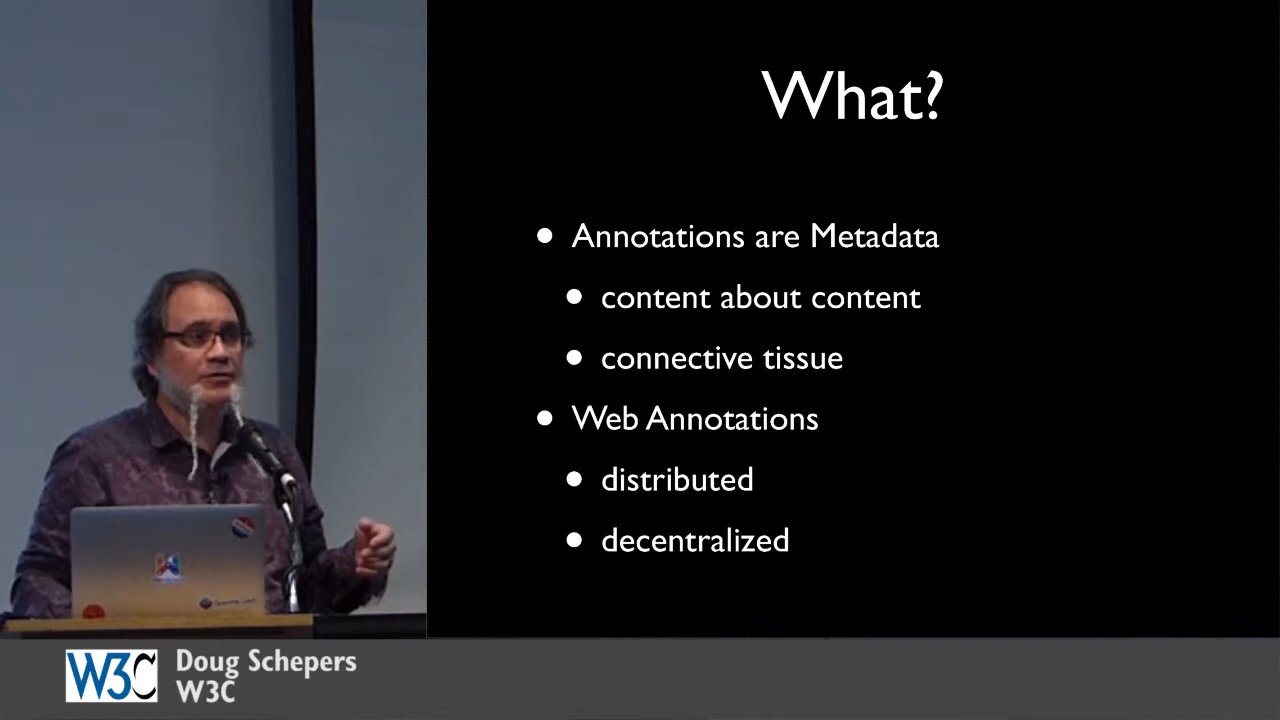 What?
• Annotations are Metadata
• content about content
• connective tissue
• Web Annotations
• distributed
• decentralized
W3C
Doug Schepers
W3C